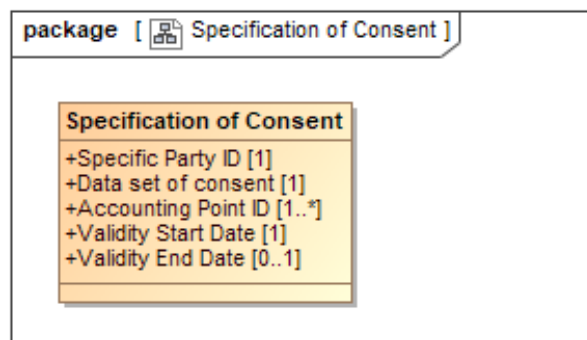 package [ Specification of Consent ]
Specification of Consent
+Specific Party ID [1]
+Data set of consent [1]
+Accounting Point ID [1..*]
+Validity Start Date [1]
+Validity End Date [0..1]